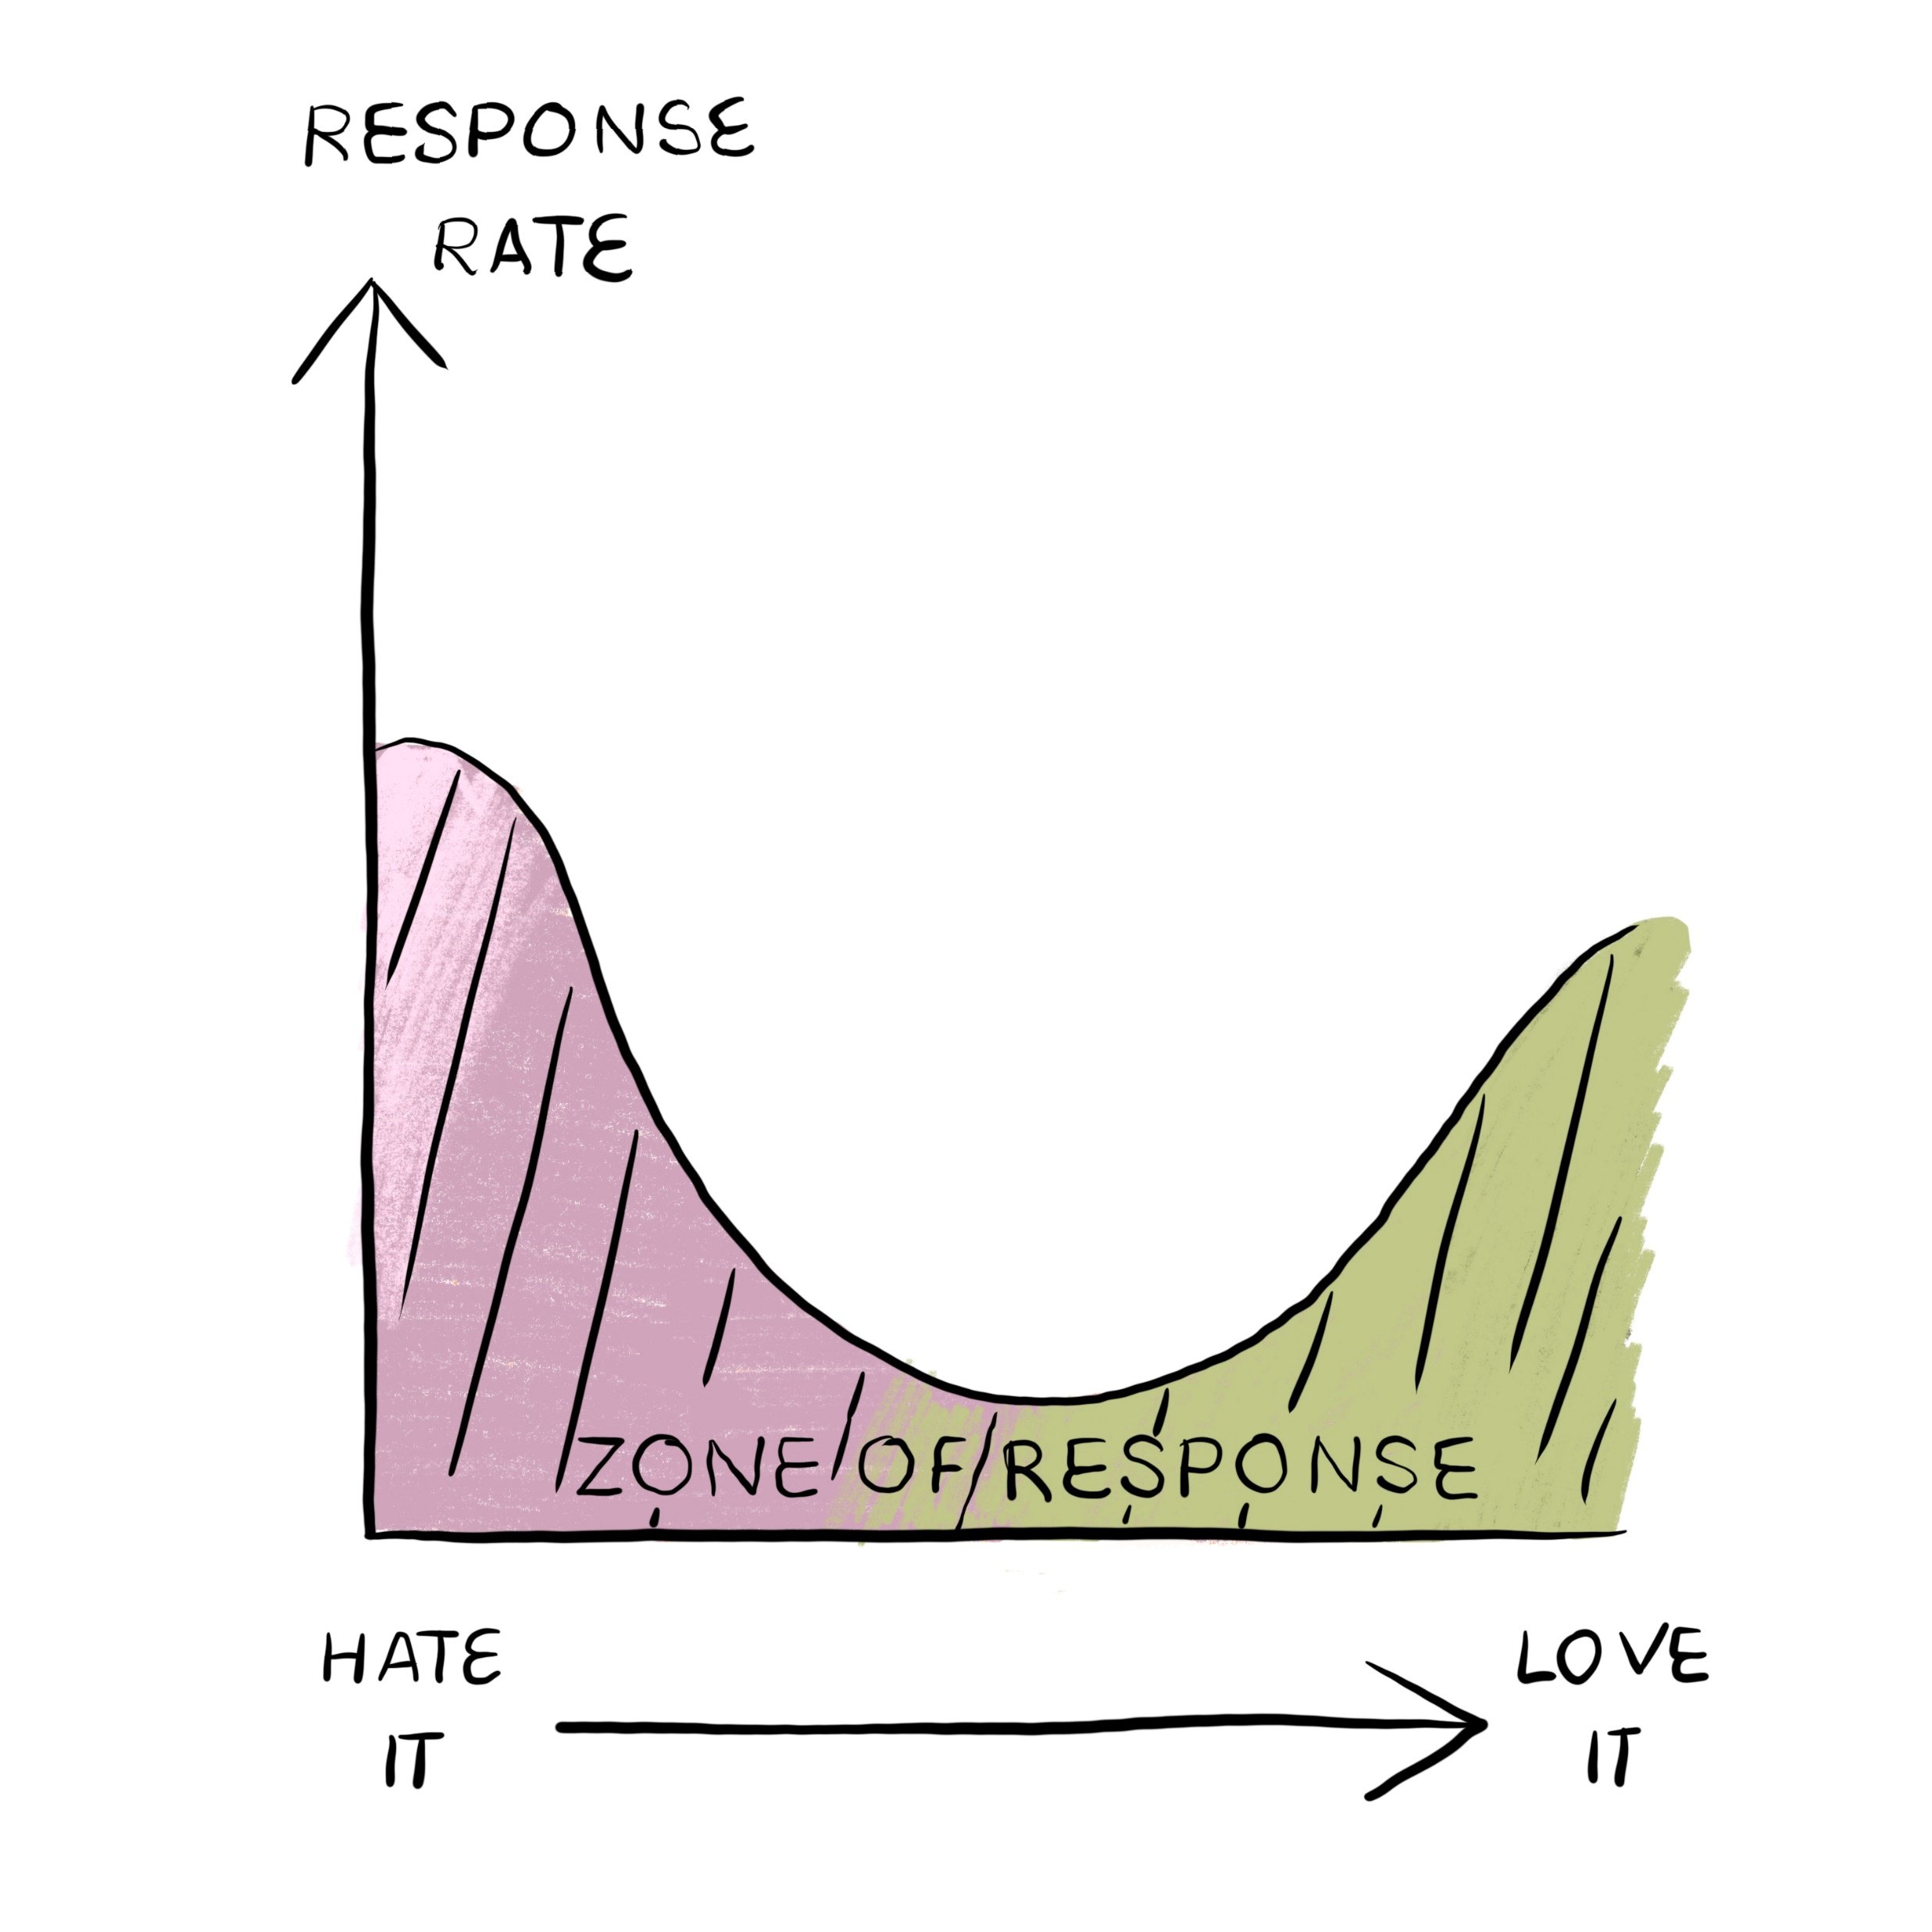 RESPONSE
RATE
ZONE OF RESPONSE
HATE
IT
LOVE
IT